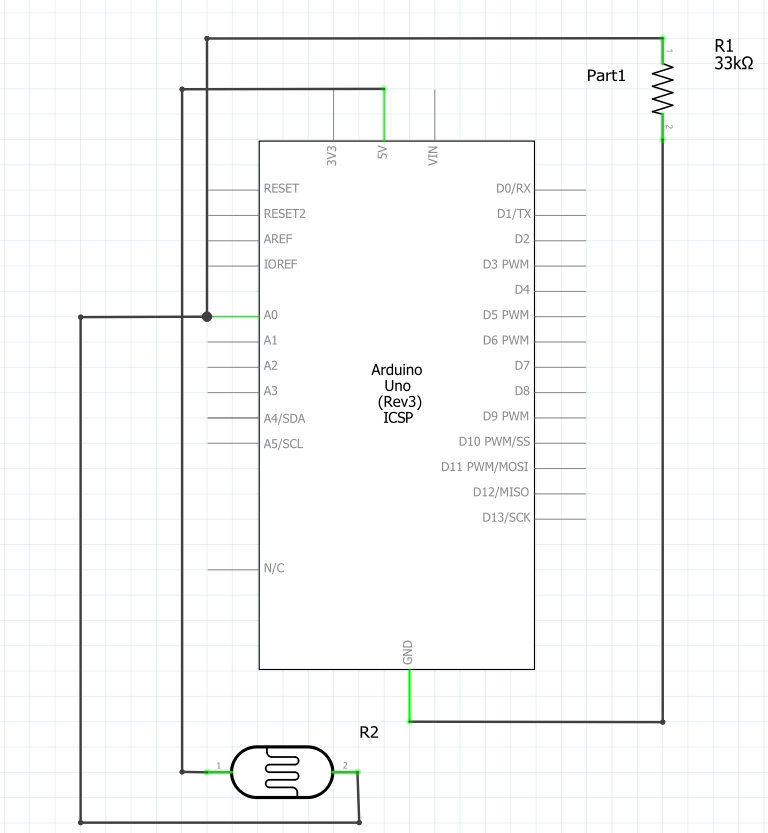 R1
33kΩ
1
Part1
2
3V3
5V
VIN
RESET
D0/RX
RESET2
D1/TX
AREF
D2
IOREF
D3 PWM
D4
A0
D5 PWM
A1
D6 PWM
A2
D7
Arduino
Uno
(Rev3)
ICSP
A3
D8
A4/SDA
D9 PWM
A5/SCL
D10 PWM/SS
D11 PWM/MOSI
D12/MISO
D13/SCK
N/C
GND
R2
1
2